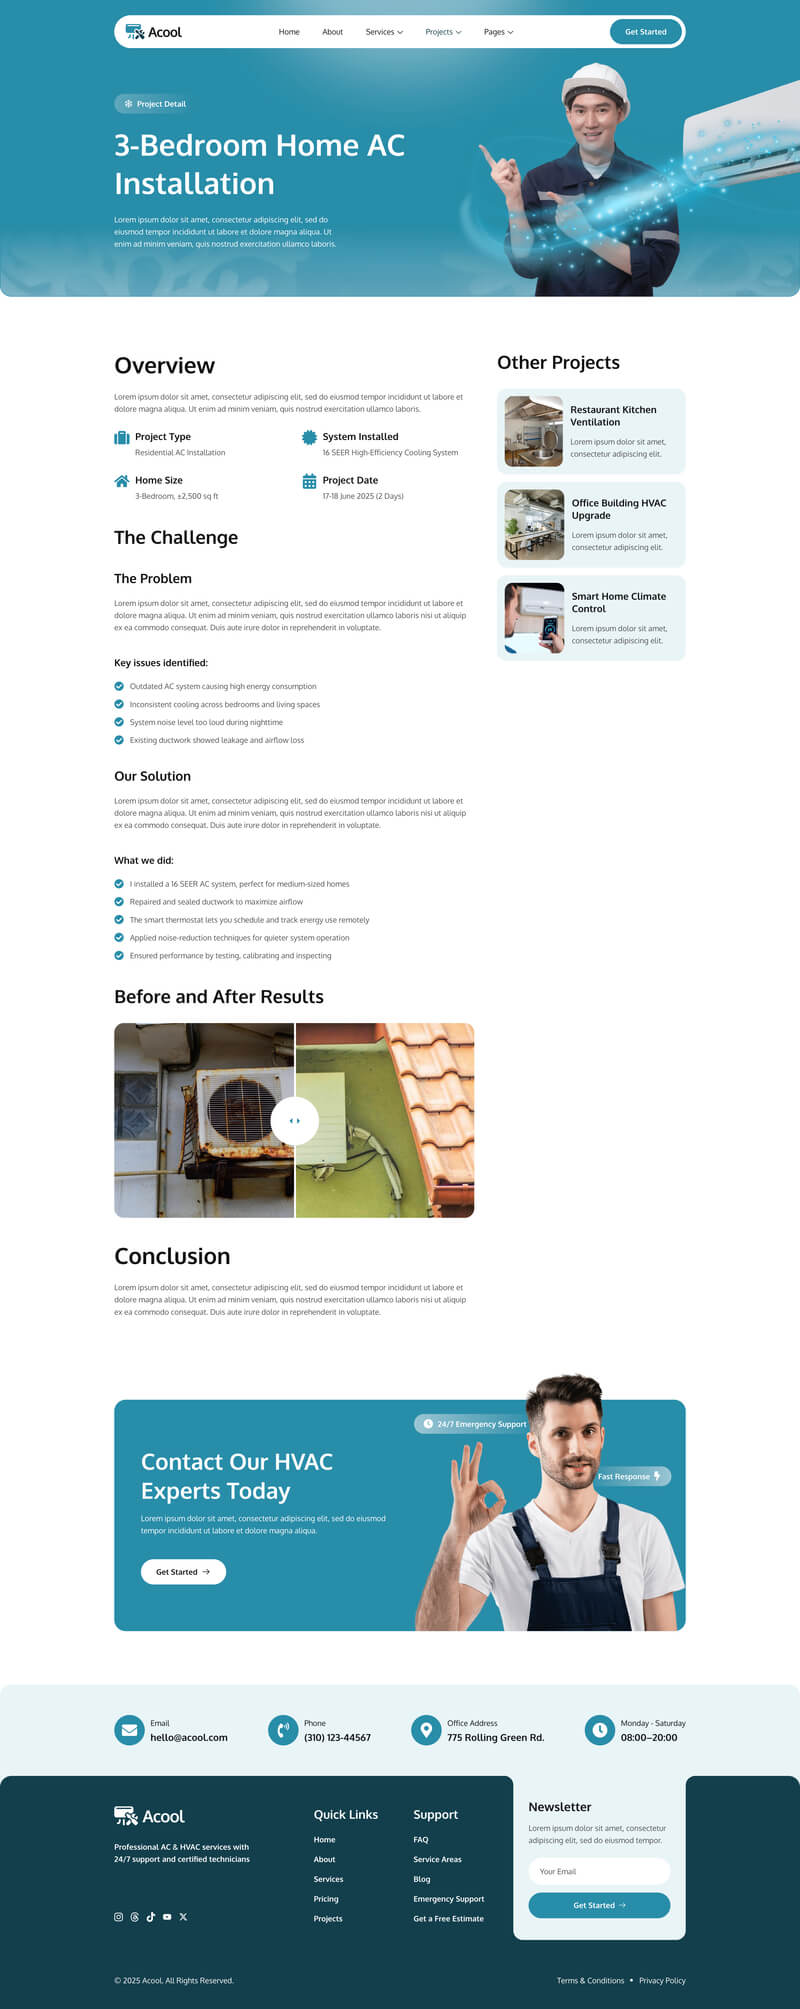 Acool
Home
About
Services
Projects
Pages
Get Started
Project Detail
3-Bedroom Home AC
Installation
Lorem ipsum dolor sit amet, consectetur adipiscing elit, sed do
eiusmod tempor incididunt ut labore et dolore magna aliqua. Ut
enim ad minim veniam, quis nostrud exercitation ullamco laboris.
Overview
Lorem ipsum dolor sit amet, consectetur adipiscing elit, sed do eiusmod tempor incididunt ut labore et
dolore magna aliqua. Ut enim ad minim veniam, quis nostrud exercitation ullamco laboris.
Project Type
Residential AC Installation
System Installed
16 SEER High-Efficiency Cooling System
Home Size
3-Bedroom, ±2,500 sq ft
Project Date
17-18 June 2025 (2 Days)
The Challenge
The Problem
Lorem ipsum dolor sit amet, consectetur adipiscing elit, sed do eiusmod tempor incididunt ut labore et
dolore magna aliqua. Ut enim ad minim veniam, quis nostrud exercitation ullamco laboris nisi ut aliquip
ex ea commodo consequat. Duis aute irure dolor in reprehenderit in voluptate.
Key issues identified:
Outdated AC system causing high energy consumption
Inconsistent cooling across bedrooms and living spaces
System noise level too loud during nighttime
Existing ductwork showed leakage and airflow loss
Our Solution
Lorem ipsum dolor sit amet, consectetur adipiscing elit, sed do eiusmod tempor incididunt ut labore et
dolore magna aliqua. Ut enim ad minim veniam, quis nostrud exercitation ullamco laboris nisi ut aliquip
ex ea commodo consequat. Duis aute irure dolor in reprehenderit in voluptate.
What we did:
I installed a 16 SEER AC system, perfect for medium-sized homes
Repaired and sealed ductwork to maximize airflow
The smart thermostat lets you schedule and track energy use remotely
Applied noise-reduction techniques for quieter system operation
Ensured performance by testing, calibrating and inspecting
Before and After Results
Conclusion
Lorem ipsum dolor sit amet, consectetur adipiscing elit, sed do eiusmod tempor incididunt ut labore et
dolore magna aliqua. Ut enim ad minim veniam, quis nostrud exercitation ullamco laboris nisi ut aliquip
ex ea commodo consequat. Duis aute irure dolor in reprehenderit in voluptate.
Other Projects
Restaurant Kitchen
Ventilation
Lorem ipsum dolor sit amet,
consectetur adipiscing elit.
Office Building HVAC
Upgrade
Lorem ipsum dolor sit amet,
consectetur adipiscing elit.
Smart Home Climate
Control
Lorem ipsum dolor sit amet,
consectetur adipiscing elit.
24/7 Emergency Support
Fast Response
Contact Our HVAC
Experts Today
Lorem ipsum dolor sit amet, consectetur adipiscing elit, sed do eiusmod
tempor incididunt ut labore et dolore magna aliqua.
Get Started
Email
hello@acool.com
Phone
(310) 123-44567
Office Address
775 Rolling Green Rd.
Monday - Saturday
08:00–20:00
Acool
Professional AC & HVAC services with
24/7 support and certified technicians
Quick Links
Home
About
Services
Pricing
Projects
Support
FAQ
Service Areas
Blog
Emergency Support
Get a Free Estimate
Newsletter
Lorem ipsum dolor sit amet, consectetur
adipiscing elit, sed do eiusmod tempor.
Your Email
Get Started
© 2025 Acool. All Rights Reserved.
Terms & Conditions • Privacy Policy